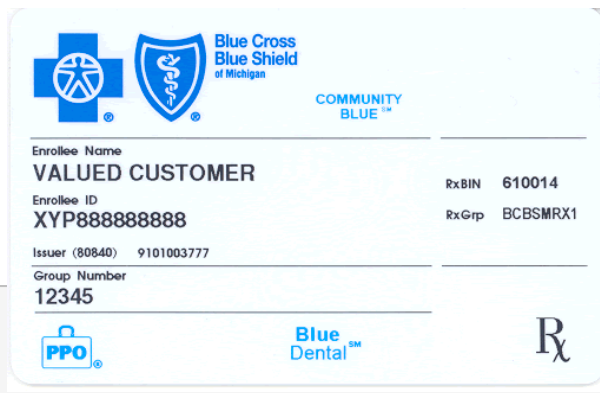 Blue Cross
Blue Shield
of Michigan
COMMUNITY
BLUE℠
Enrollee Name
VALUED CUSTOMER
Enrollee ID
XYP888888888
Issuer (80840) 9101003777
Group Number
12345
RxBIN 610014
RxGrp BCBSMRX1
PPO®
Blue
Dental℠
Rx